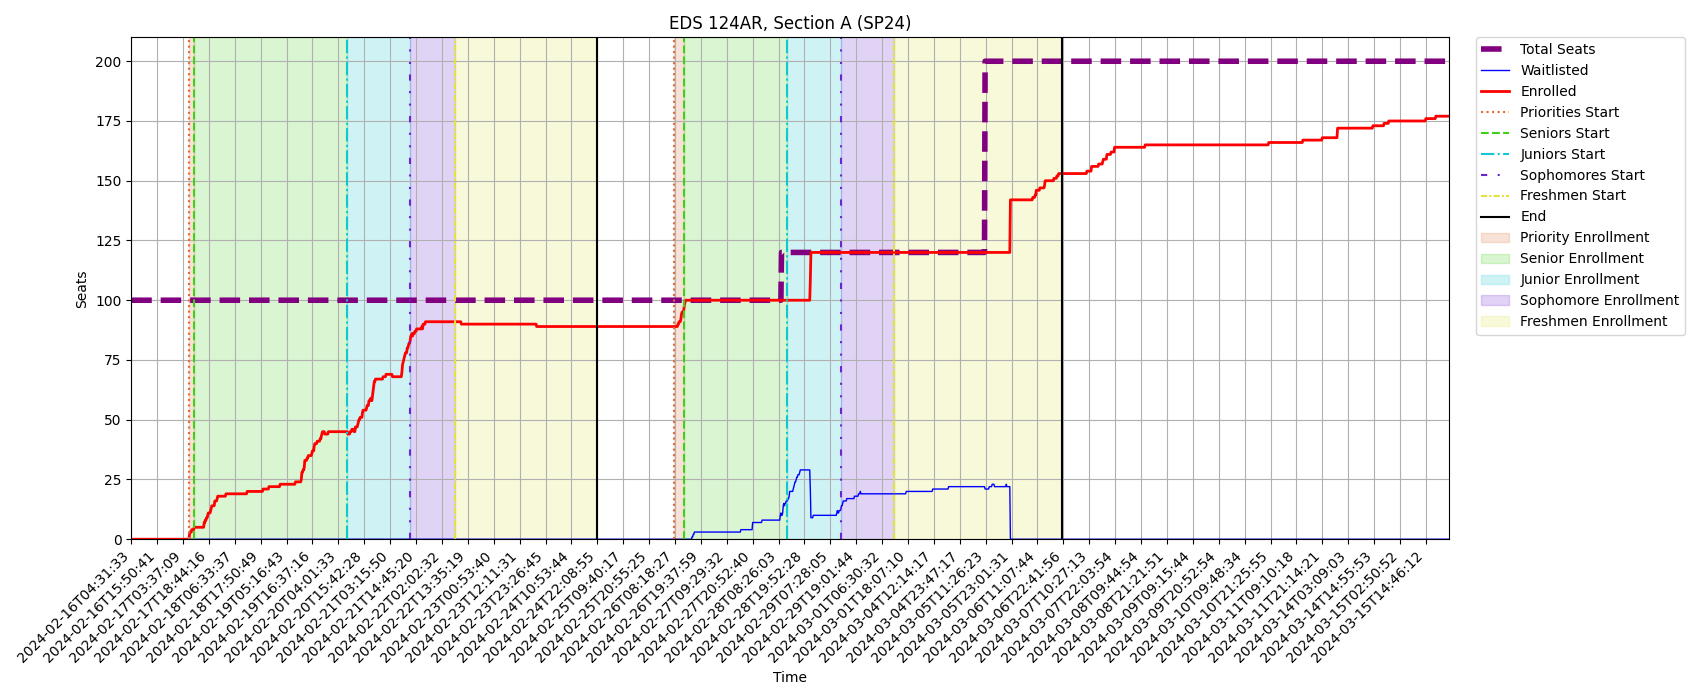 EDS 124AR, Section A (SP24)
Seats
200
175
150
125
100
75
50
25
0
2024-02-16T04:31:33
2024-02-16T15:50:41
2024-02-17T03:37:09
2024-02-17T18:44:16
2024-02-18T06:33:37
2024-02-18T17:50:49
2024-02-19T05:16:43
2024-02-19T16:37:16
2024-02-20T04:01:33
2024-02-20T15:42:28
2024-02-21T03:15:50
2024-02-21T14:45:20
2024-02-22T02:02:32
2024-02-22T13:35:19
2024-02-23T00:53:40
2024-02-23T12:11:31
2024-02-23T23:26:45
2024-02-24T10:53:44
2024-02-24T22:08:55
2024-02-25T09:40:17
2024-02-25T20:55:25
2024-02-26T08:18:27
2024-02-26T19:37:59
2024-02-27T09:29:32
2024-02-27T20:52:40
2024-02-28T08:26:03
2024-02-28T19:52:28
2024-02-29T07:28:05
2024-02-29T19:01:44
2024-03-01T06:30:32
2024-03-01T18:07:10
2024-03-04T12:14:17
2024-03-04T23:47:17
2024-03-05T11:26:23
2024-03-05T23:01:31
2024-03-06T11:07:44
2024-03-06T22:41:56
2024-03-07T10:27:13
2024-03-07T22:03:54
2024-03-08T09:44:54
2024-03-08T21:21:51
2024-03-09T09:15:44
2024-03-09T20:52:54
2024-03-10T09:48:34
2024-03-10T21:25:55
2024-03-11T09:10:18
2024-03-11T21:14:21
2024-03-14T03:09:03
2024-03-14T14:55:53
2024-03-15T02:50:52
2024-03-15T14:46:12
Time
Total Seats
Waitlisted
Enrolled
Priorities Start
Seniors Start
Juniors Start
Sophomores Start
Freshmen Start
End
Priority Enrollment
Senior Enrollment
Junior Enrollment
Sophomore Enrollment
Freshmen Enrollment